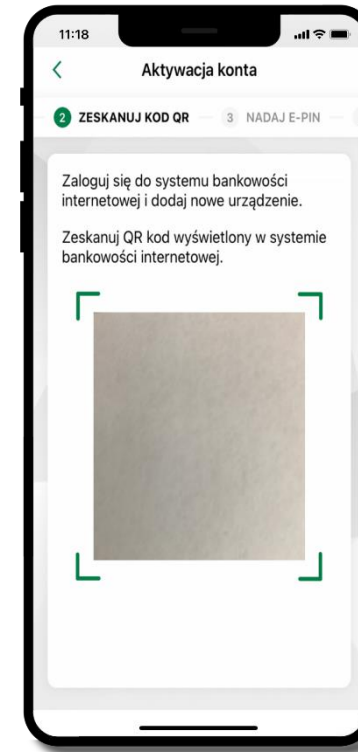 11:18
Aktywacja konta
2 ZESKANUJ KOD QR 3 NADAJ E-PIN
Zaloguj się do systemu bankowości
internetowej i dodaj nowe urządzenie.
Zeskanuj QR kod wyświetlony w systemie
bankowości internetowej.